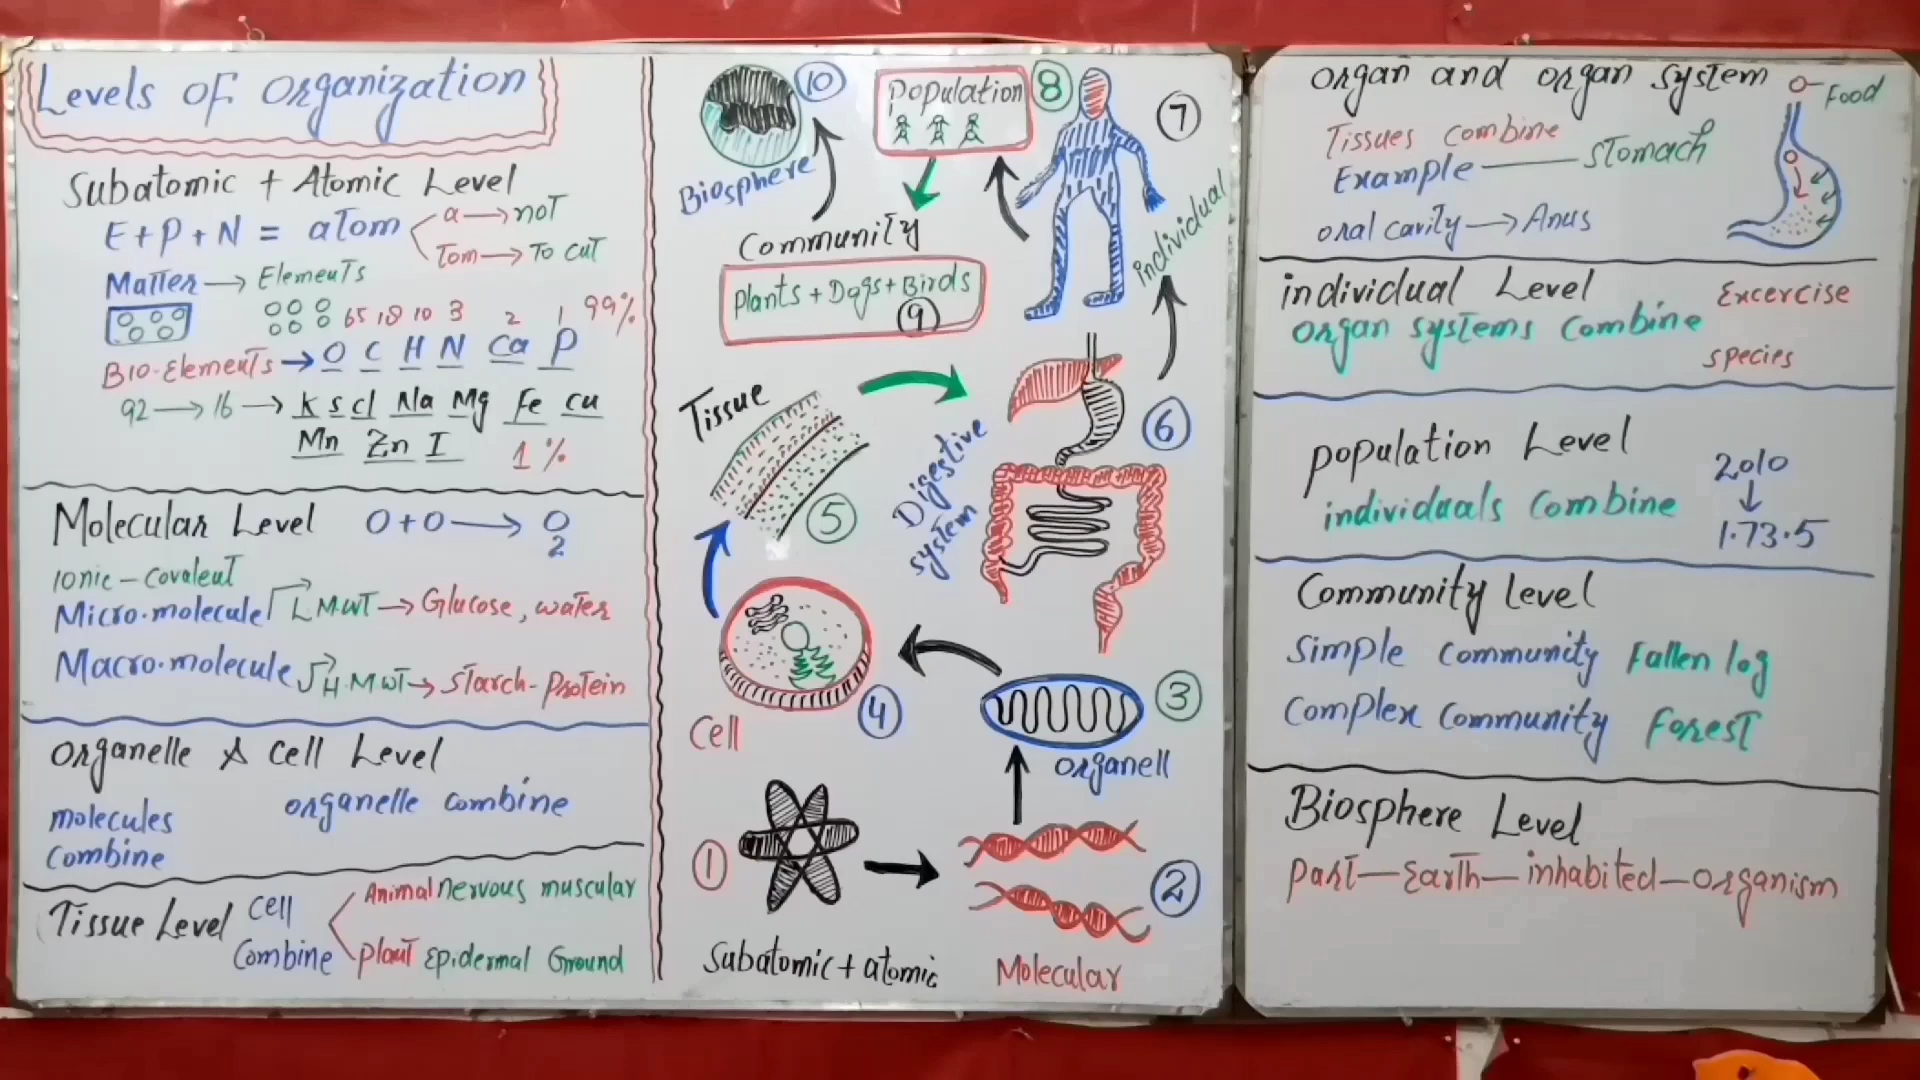 Levels of organization
Subatomic + Atomic Level
E+P+N = atom
a → not
Tom → To cut
Matter → Elements
65 18 10 3 2 1 99%
Bio-Elements → O C H N Ca P
92 → 16 → K S Cl Na Mg Fe Cu
Mn Zn I 1%
Molecular Level O+O → O2
Ionic-Covalent
Micro.molecule L MWT → Glucose, water
Macro.molecule H.MWT → Starch-Protein
organelle & Cell Level
molecules combine
organelle combine
Tissue Level Cell Combine
Animal nervous muscular
Plant Epidermal Ground
Biosphere 10
Population 8
7
individual
Community
Plants + Dogs + Birds
9
Tissue
5
Digestive system
6
Cell
4
3
organell
1
2
Subatomic + atomic
Molecular
organ and organ system
Food
Tissues combine
Example — Stomach
oral cavity → Anus
individual Level
Excercise
organ systems combine
species
population Level
individuals combine
2010
↓
1.73.5
Community Level
Simple community Fallen log
Complex community Forest
Biosphere Level
Part — Earth — inhabited — organism